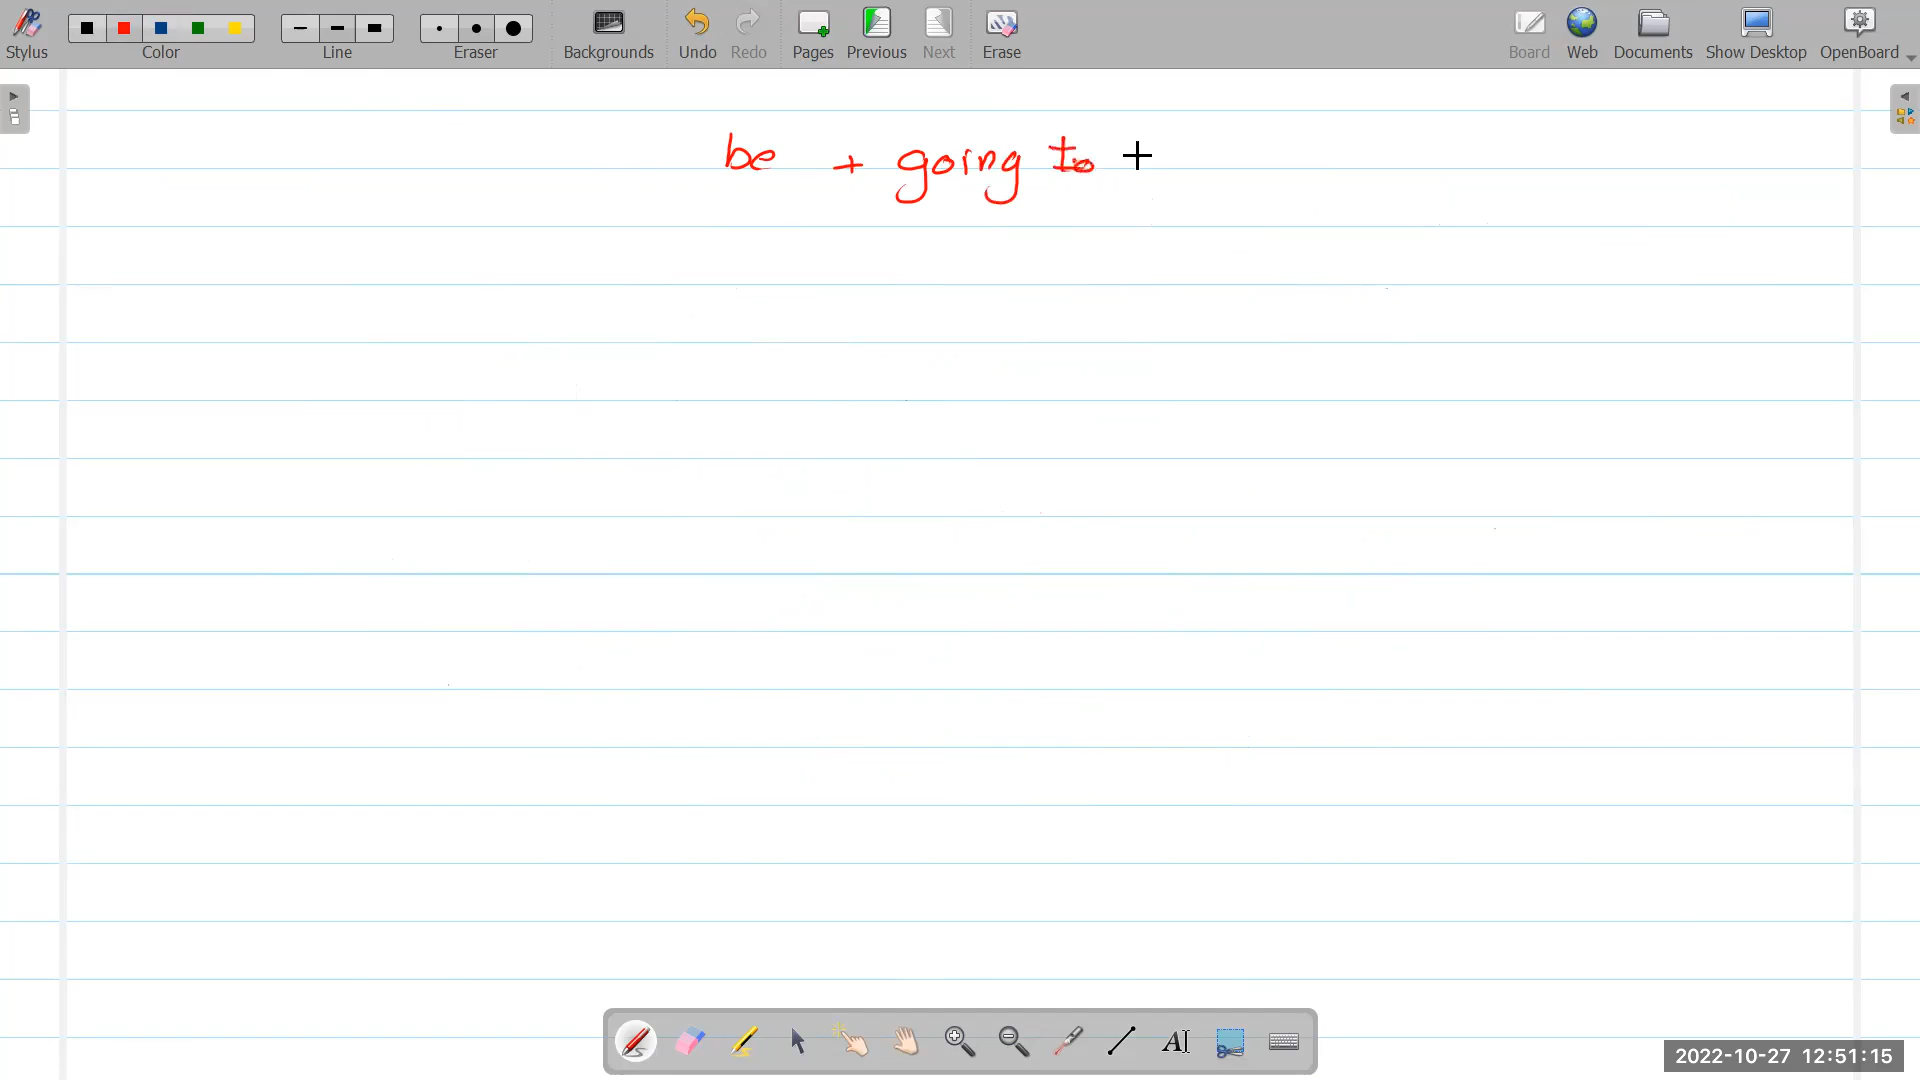 Stylus Color Line Eraser Backgrounds Undo Redo Pages Previous Next Erase Board Web Documents Show Desktop OpenBoard
be + going to
AI
2022-10-27 12:51:15